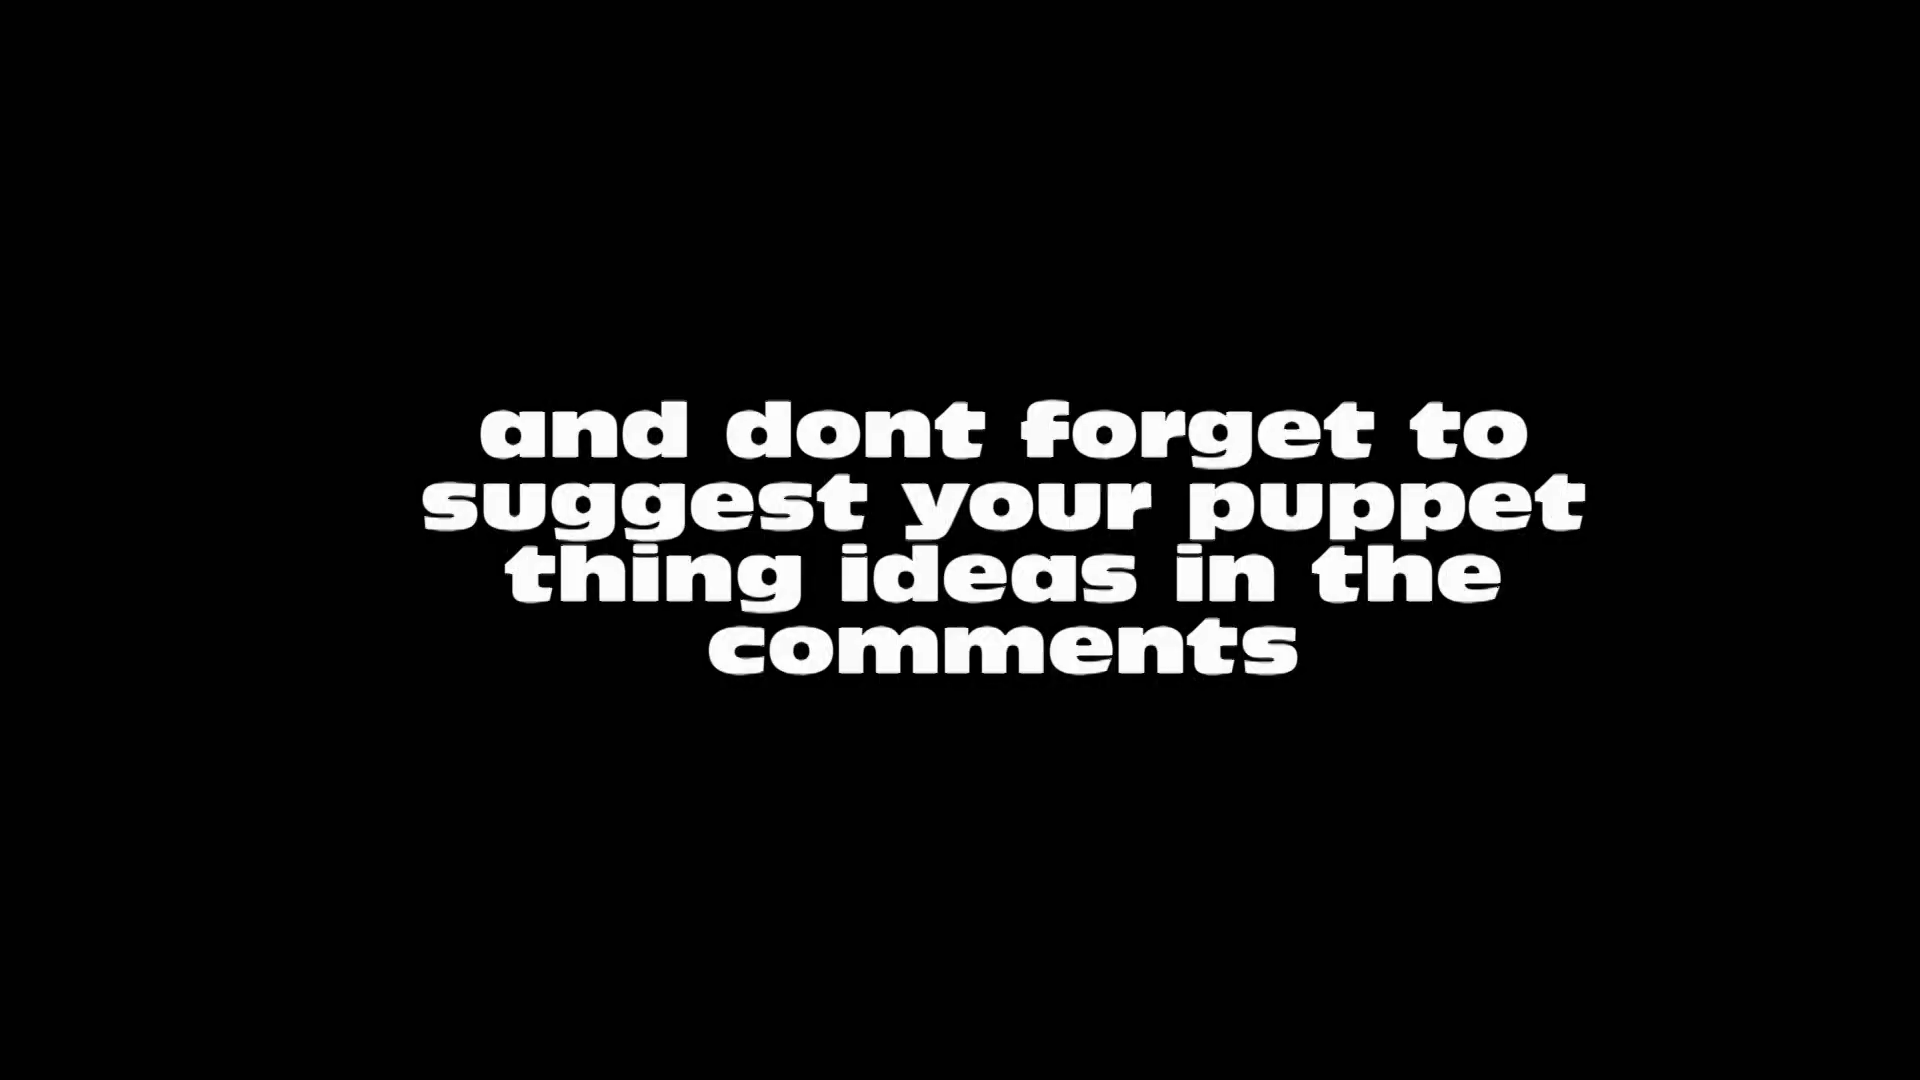 and dont forget to
suggest your puppet
thing ideas in the
comments